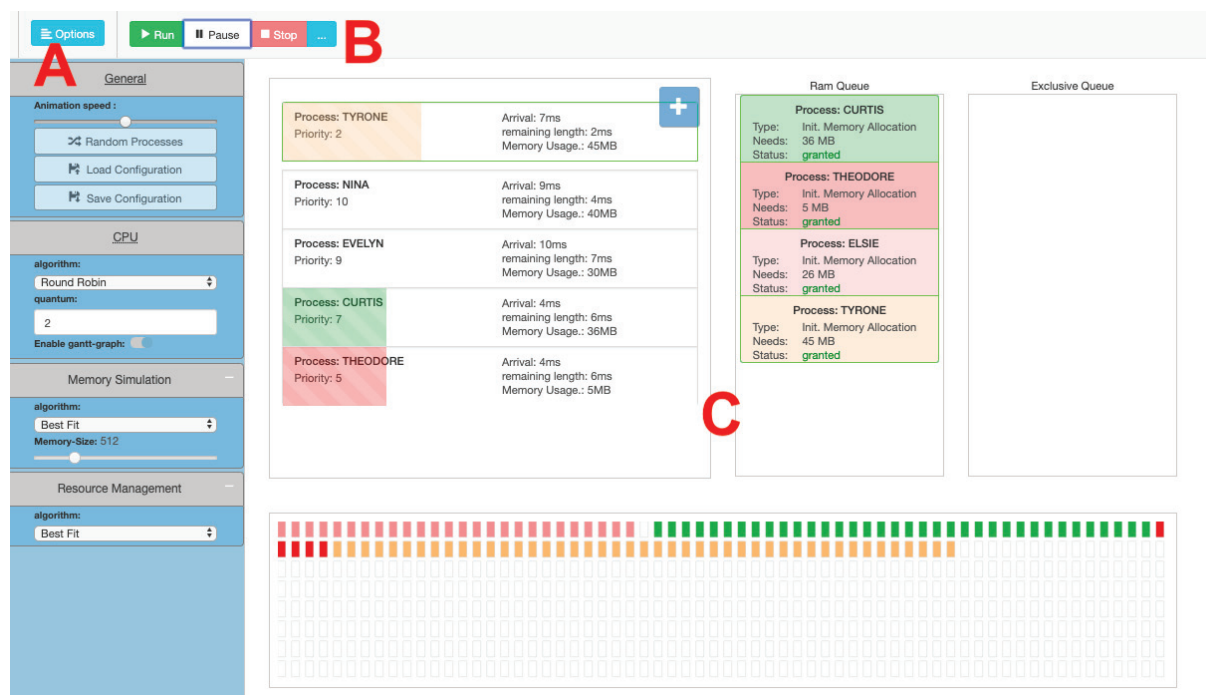 Options
Run
Pause
Stop
...
A
B
General
Animation speed :
Random Processes
Load Configuration
Save Configuration
CPU
algorithm:
Round Robin
quantum:
2
Enable gantt-graph:
Memory Simulation
algorithm:
Best Fit
Memory-Size: 512
Resource Management
algorithm:
Best Fit
Process: TYRONE
Priority: 2
Arrival: 7ms
remaining length: 2ms
Memory Usage.: 45MB
Process: NINA
Priority: 10
Arrival: 9ms
remaining length: 4ms
Memory Usage.: 40MB
Process: EVELYN
Priority: 9
Arrival: 10ms
remaining length: 7ms
Memory Usage.: 30MB
Process: CURTIS
Priority: 7
Arrival: 4ms
remaining length: 6ms
Memory Usage.: 36MB
Process: THEODORE
Priority: 5
Arrival: 4ms
remaining length: 6ms
Memory Usage.: 5MB
C
Ram Queue
Process: CURTIS
Type: Init. Memory Allocation
Needs: 36 MB
Status: granted
Process: THEODORE
Type: Init. Memory Allocation
Needs: 5 MB
Status: granted
Process: ELSIE
Type: Init. Memory Allocation
Needs: 26 MB
Status: granted
Process: TYRONE
Type: Init. Memory Allocation
Needs: 45 MB
Status: granted
Exclusive Queue